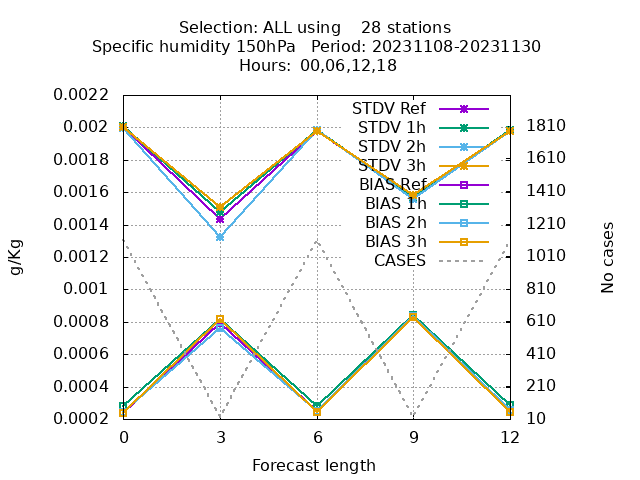 Selection: ALL using    28 stations
Specific humidity 150hPa   Period: 20231108-20231130
Hours:  00,06,12,18
g/Kg
0.0022
0.002
0.0018
0.0016
0.0014
0.0012
0.001
0.0008
0.0006
0.0004
0.0002
STDV Ref
STDV 1h
STDV 2h
STDV 3h
BIAS Ref
BIAS 1h
BIAS 2h
BIAS 3h
CASES
1810
1610
1410
1210
1010
810
610
410
210
10
No cases
0 3 6 9 12
Forecast length